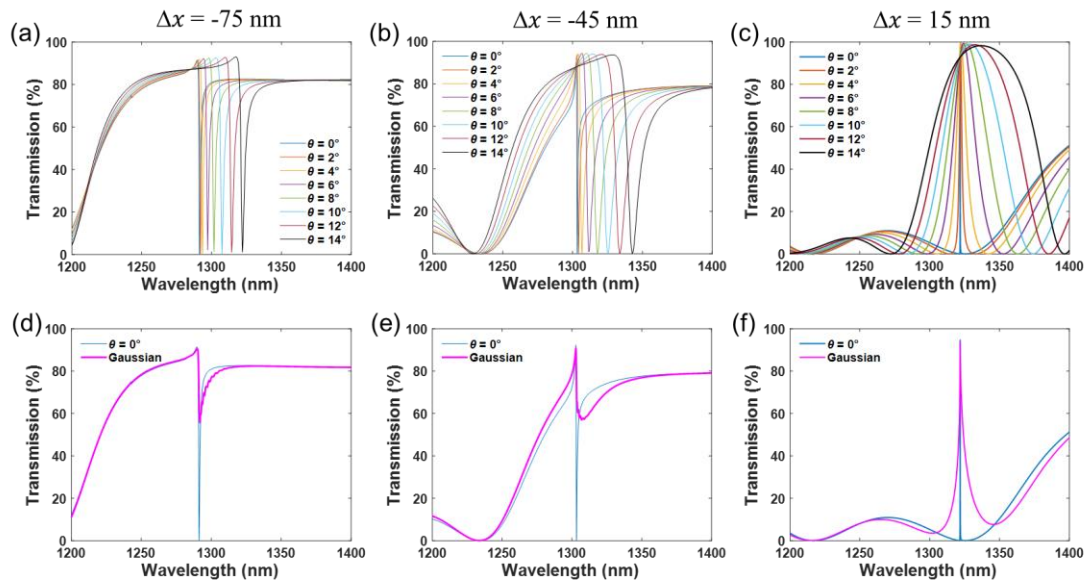 Δx = -75 nm
Δx = -45 nm
Δx = 15 nm
(a)
Transmission (%)
100
80
60
40
20
0
θ = 0°
θ = 2°
θ = 4°
θ = 6°
θ = 8°
θ = 10°
θ = 12°
θ = 14°
1200
1250
1300
1350
1400
Wavelength (nm)
(b)
Transmission (%)
100
80
60
40
20
0
θ = 0°
θ = 2°
θ = 4°
θ = 6°
θ = 8°
θ = 10°
θ = 12°
θ = 14°
1200
1250
1300
1350
1400
Wavelength (nm)
(c)
Transmission (%)
100
80
60
40
20
0
θ = 0°
θ = 2°
θ = 4°
θ = 6°
θ = 8°
θ = 10°
θ = 12°
θ = 14°
1200
1250
1300
1350
1400
Wavelength (nm)
(d)
Transmission (%)
100
80
60
40
20
0
θ = 0°
Gaussian
1200
1250
1300
1350
1400
Wavelength (nm)
(e)
Transmission (%)
100
80
60
40
20
0
θ = 0°
Gaussian
1200
1250
1300
1350
1400
Wavelength (nm)
(f)
Transmission (%)
100
80
60
40
20
0
θ = 0°
Gaussian
1200
1250
1300
1350
1400
Wavelength (nm)